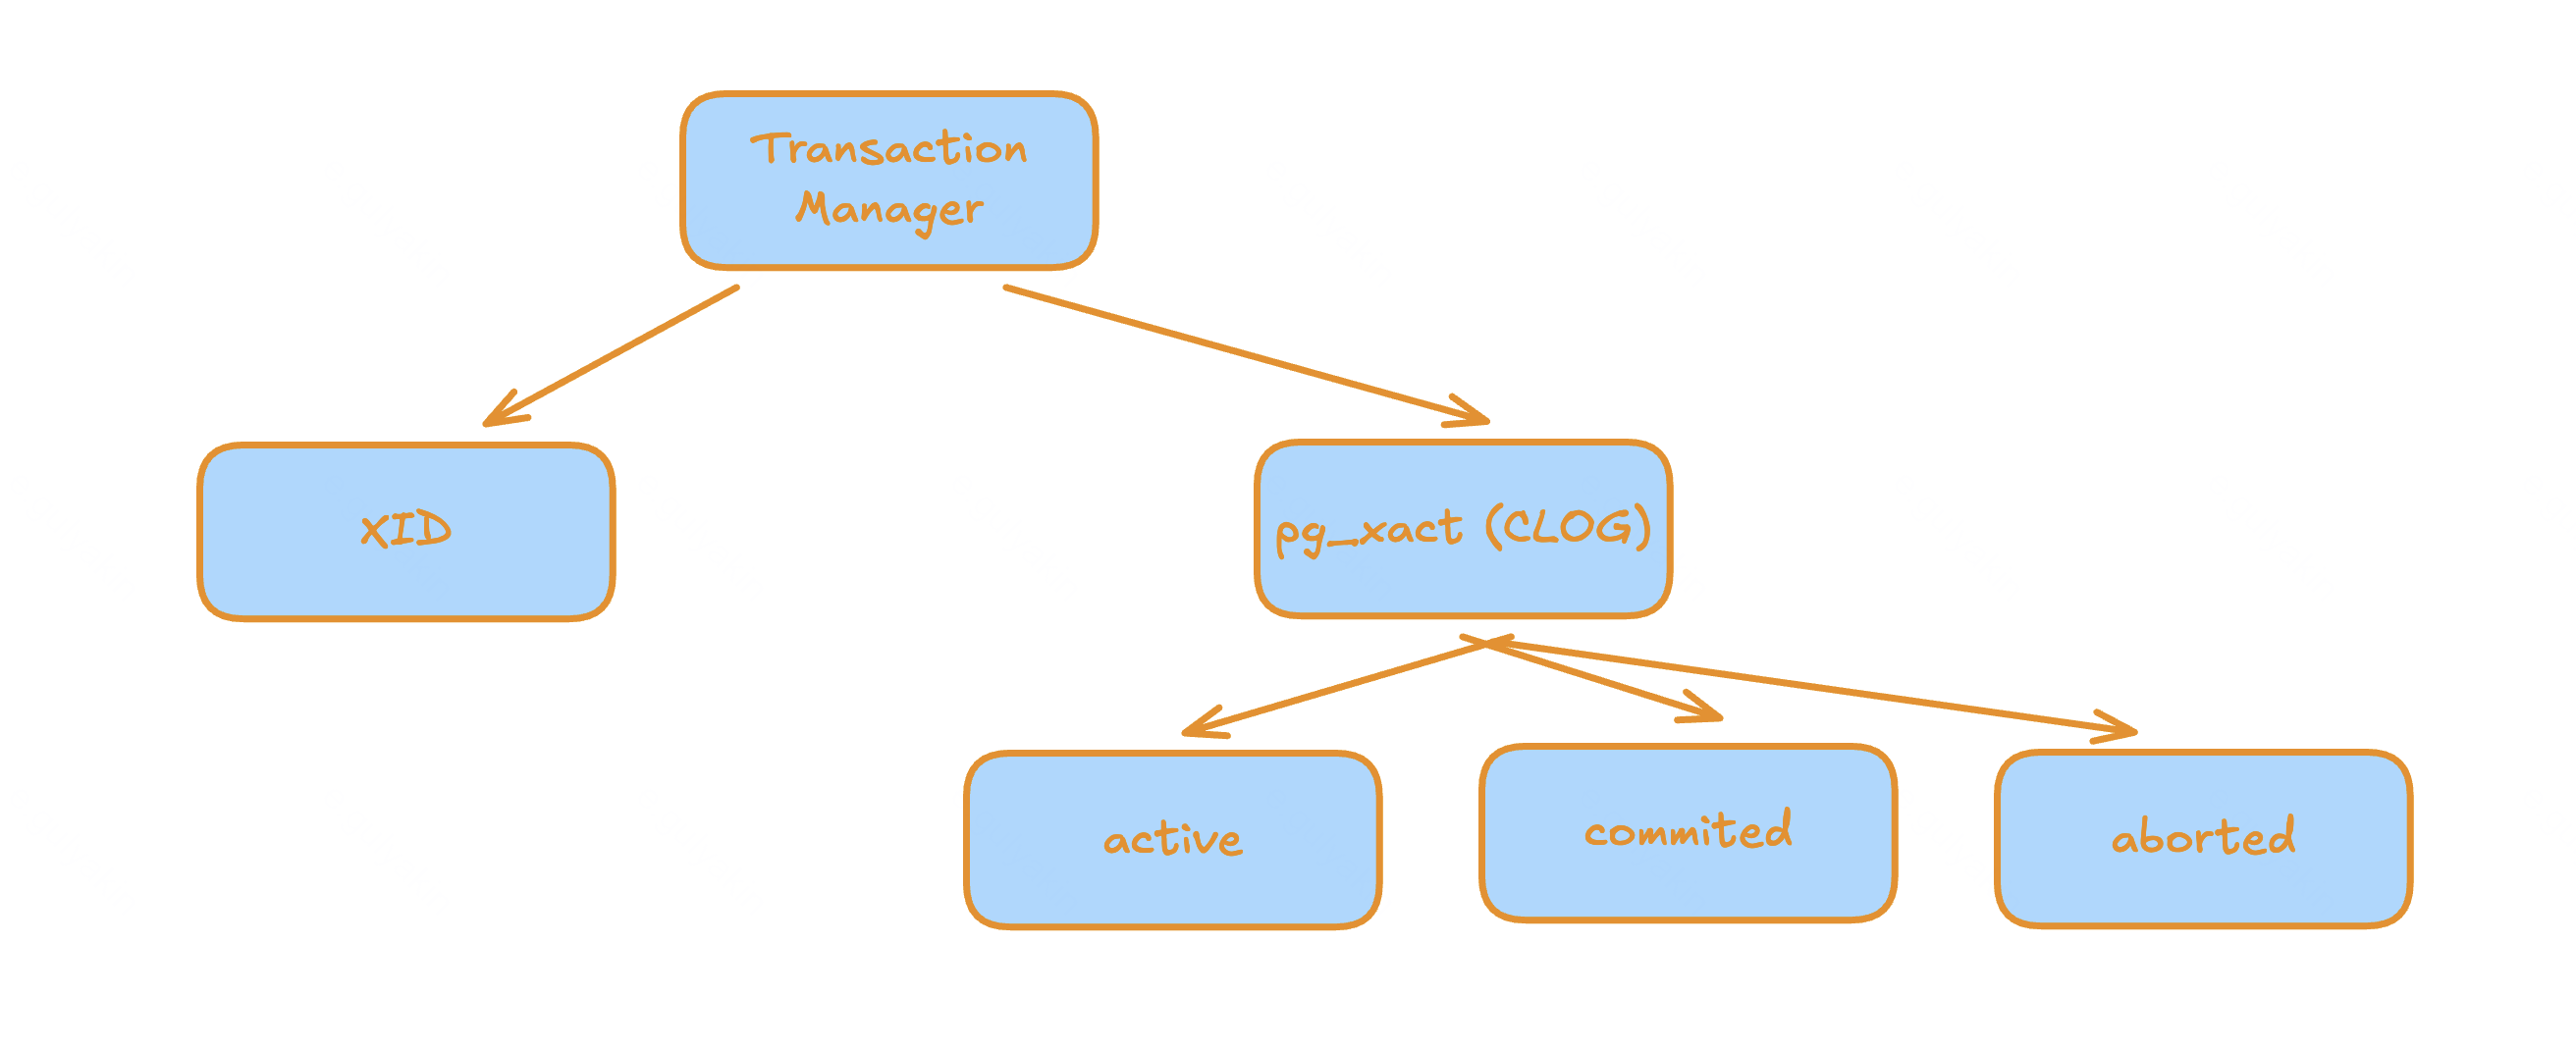 Transaction
Manager
XID
pg_xact (CLOG)
active
commited
aborted